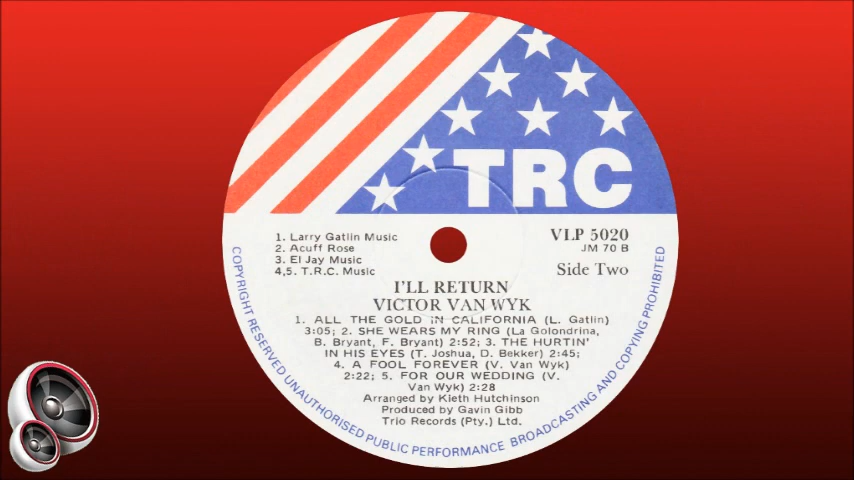 TRC
1. Larry Gatlin Music
2. Acuff Rose
3. El Jay Music
4,5. T.R.C. Music
VLP 5020
JM 70 B
Side Two
I'LL RETURN
VICTOR VAN WYK
1. ALL THE GOLD IN CALIFORNIA (L. Gatlin)
3:05; 2. SHE WEARS MY RING (La Golondrina,
B. Bryant, F. Bryant) 2:52; 3. THE HURTIN'
IN HIS EYES (T. Joshua, D. Bekker) 2:45;
4. A FOOL FOREVER (V. Van Wyk)
2:22; 5. FOR OUR WEDDING (V.
Van Wyk) 2:28
Arranged by Kieth Hutchinson
Produced by Gavin Gibb
Trio Records (Pty.) Ltd.
COPYRIGHT RESERVED UNAUTHORISED PUBLIC PERFORMANCE BROADCASTING AND COPYING PROHIBITED